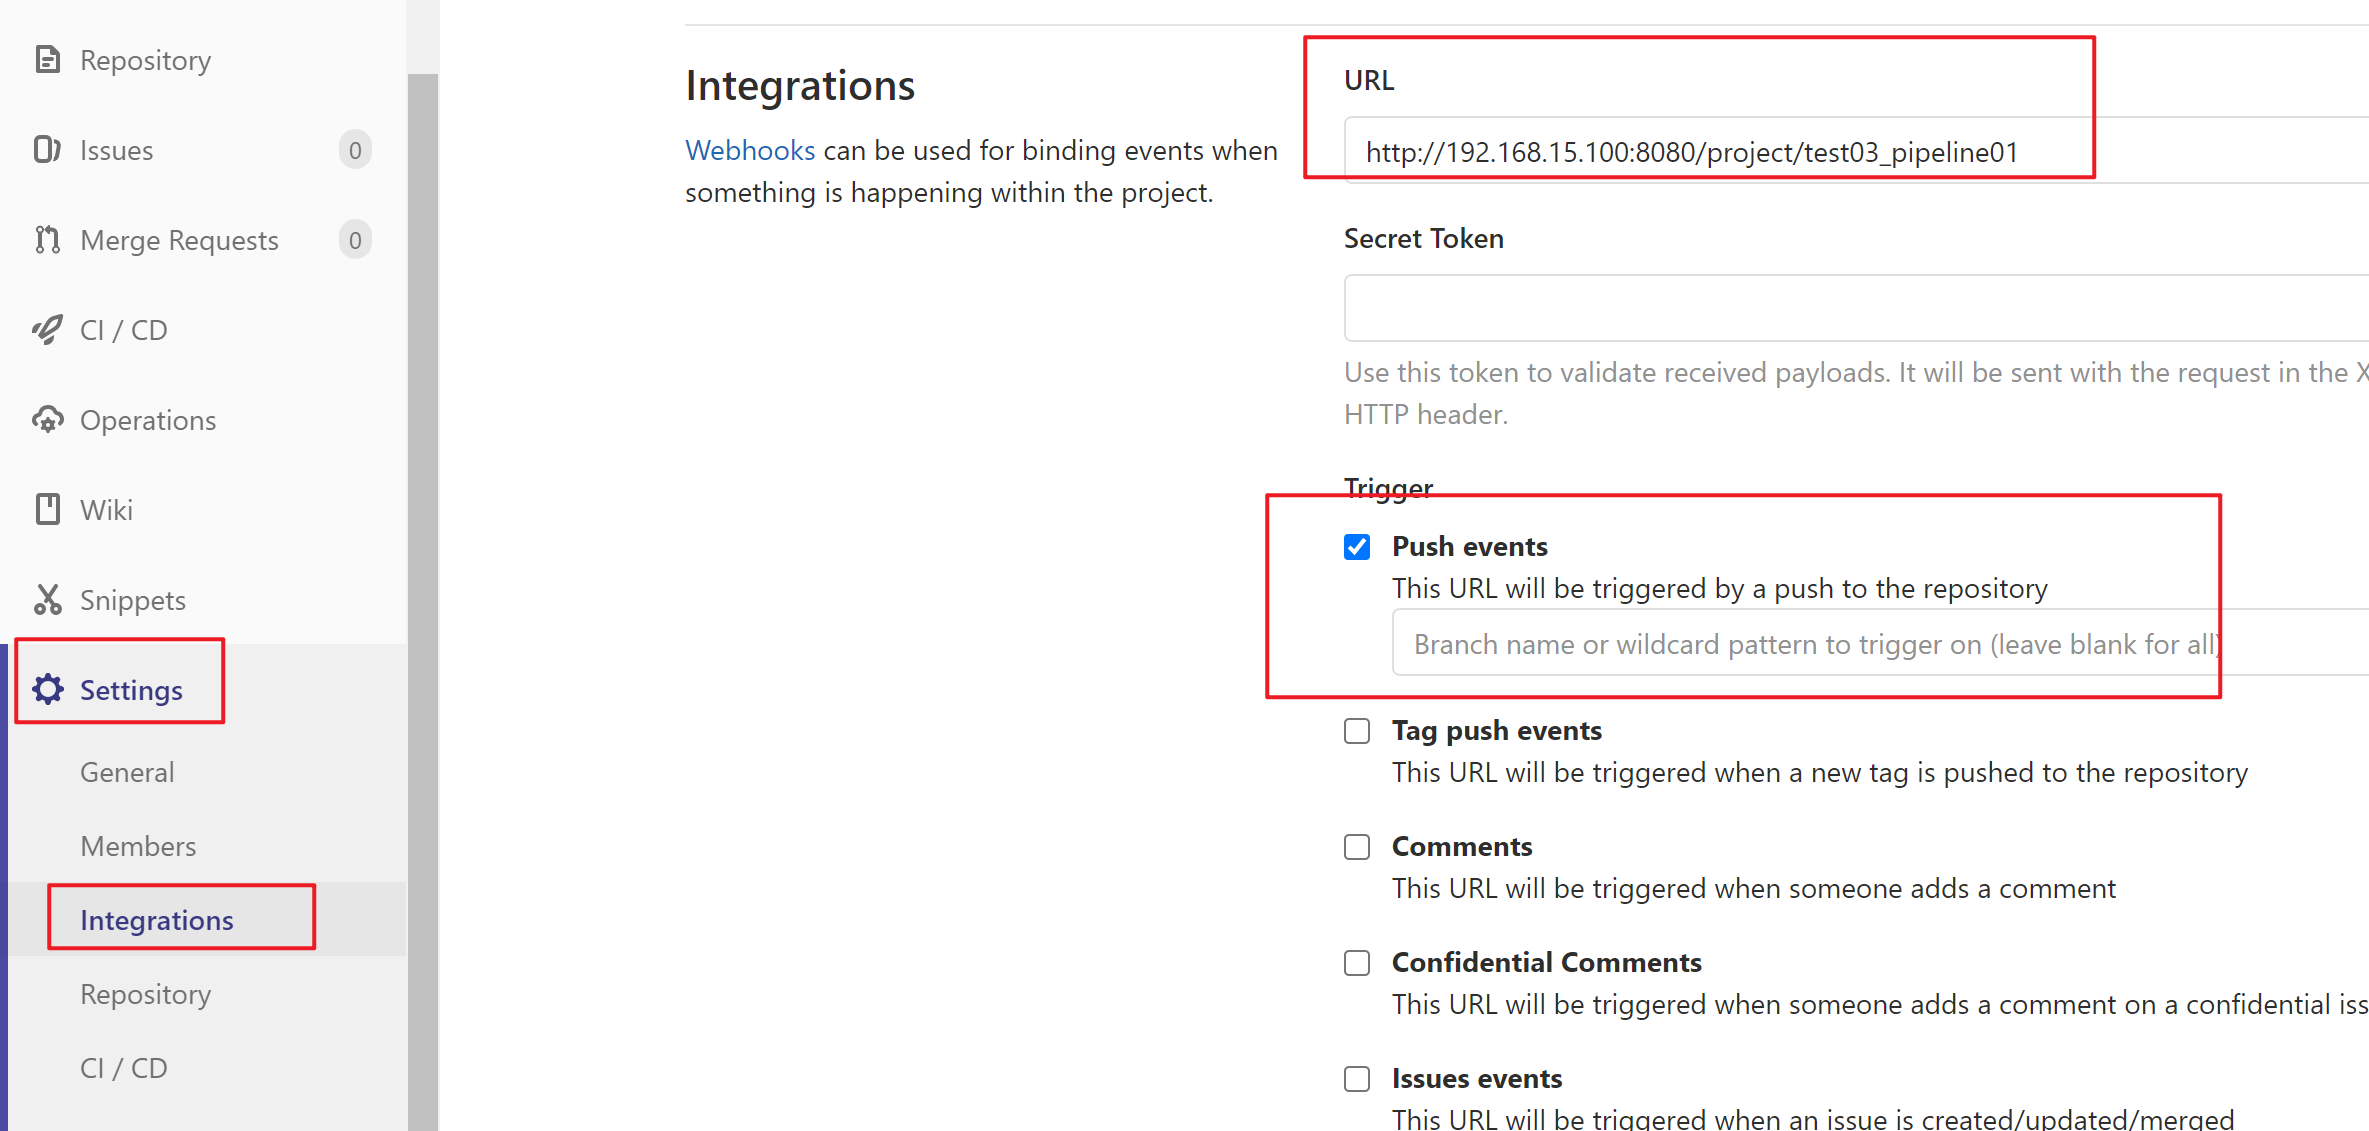 Repository
Issues 0
Merge Requests 0
CI / CD
Operations
Wiki
Snippets
Settings
General
Members
Integrations
Repository
CI / CD
Integrations
Webhooks can be used for binding events when
something is happening within the project.
URL
http://192.168.15.100:8080/project/test03_pipeline01
Secret Token
Use this token to validate received payloads. It will be sent with the request in the X
HTTP header.
Trigger
Push events
This URL will be triggered by a push to the repository
Branch name or wildcard pattern to trigger on (leave blank for all)
Tag push events
This URL will be triggered when a new tag is pushed to the repository
Comments
This URL will be triggered when someone adds a comment
Confidential Comments
This URL will be triggered when someone adds a comment on a confidential iss
Issues events
This URL will be triggered when an issue is created/updated/merged